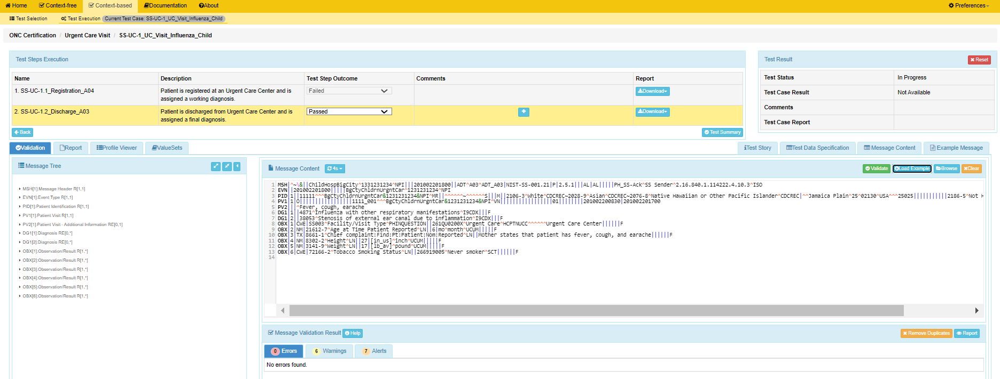 Home Context-free Context-based Documentation About Preferences
Test Selection Test Execution Current Test Case: SS-UC-1_UC_Visit_Influenza_Child
ONC Certification / Urgent Care Visit / SS-UC-1_UC_Visit_Influenza_Child
Test Steps Execution
Name Description Test Step Outcome Comments Report
1. SS-UC-1.1_Registration_A04 Patient is registered at an Urgent Care Center and is assigned a working diagnosis. Failed Download
2. SS-UC-1.2_Discharge_A03 Patient is discharged from Urgent Care Center and is assigned a final diagnosis. Passed Download
Back Test Summary
Test Result Reset
Test Status In Progress
Test Case Result Not Available
Comments
Test Case Report
Validation Report Profile Viewer ValueSets Test Story Test Data Specification Message Content Example Message
Message Tree
MSH[1]:Message Header R[1,1]
EVN[1]:Event Type R[1,1]
PID[1]:Patient Identification R[1,1]
PV1[1]:Patient Visit R[1,1]
PV2[1]:Patient Visit - Additional Information RE[0,1]
DG1[1]:Diagnosis RE[0,*]
DG1[2]:Diagnosis RE[0,*]
OBX[1]:Observation/Result R[1,*]
OBX[2]:Observation/Result R[1,*]
OBX[3]:Observation/Result R[1,*]
OBX[4]:Observation/Result R[1,*]
OBX[5]:Observation/Result R[1,*]
OBX[6]:Observation/Result R[1,*]
Message Content 4s Validate Load Example Browse Clear
1 MSH|^~\&||ChildHospBigCity^1331231234^NPI|||201002201800||ADT^A03^ADT_A03|NIST-SS-001.21|P|2.5.1|||AL|AL|||||PH_SS-Ack^SS Sender^2.16.840.1.114222.4.10.3^ISO
2 EVN||201002201800|||||BgCtyChldrnUrgntCar^1231231234^NPI
3 PID|1||11111^^^BgCtyChldrnUrgntCar&1231231234&NPI^MR||^^^^^^~^^^^^^S|||M||2106-3^White^CDCREC~2028-9^Asian^CDCREC~2076-8^Native Hawaiian or Other Pacific Islander^CDCREC|^^Jamaica Plain^25^02130^USA^^^25025|||||||||||2186-5^Not H
4 PV1|1|O||||||||||||||||1111_001^^^BgCtyChldrnUrgntCar&1231231234&NPI^VN|||||||||||||||||01||||||||201002200830|201002201700
5 PV2|||^Fever, cough, earache
6 DG1|1||4871^Influenza with other respiratory manifestations^I9CDX|||F
7 DG1|2||38053^Stenosis of external ear canal due to inflammation^I9CDX|||F
8 OBX|1|CWE|SS003^Facility/Visit Type^PHINQUESTION||261QU0200X^Urgent Care^HCPTNUCC^^^^^^Urgent Care Center||||||F
9 OBX|2|NM|21612-7^Age at Time Patient Reported^LN||6|mo^month^UCUM|||||F
10 OBX|3|TX|8661-1^Chief complaint:Find:Pt:Patient:Nom:Reported^LN||Mother states that patient has fever, cough, and earache||||||F
11 OBX|4|NM|8302-2^Height^LN||27|[in_us]^inch^UCUM|||||F
12 OBX|5|NM|3141-9^Weight^LN||17|[lb_av]^pound^UCUM|||||F
13 OBX|6|CWE|72166-2^Tobacco Smoking Status^LN||266919005^Never smoker^SCT||||||F
14
Message Validation Result Help Remove Duplicates Report
0 Errors 6 Warnings 7 Alerts
No errors found.